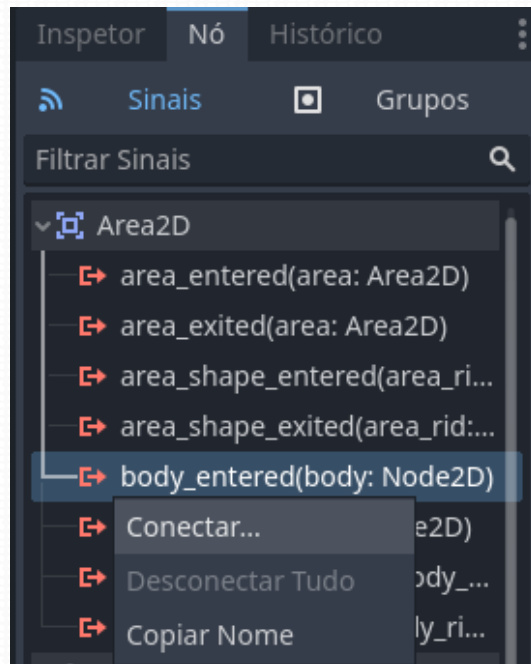 Inspetor Nó Histórico
Sinais Grupos
Filtrar Sinais
Area2D
area_entered(area: Area2D)
area_exited(area: Area2D)
area_shape_entered(area_ri...
area_shape_exited(area_rid:...
body_entered(body: Node2D)
Conectar... e2D)
Desconectar Tudo ody_...
Copiar Nome ly_ri...